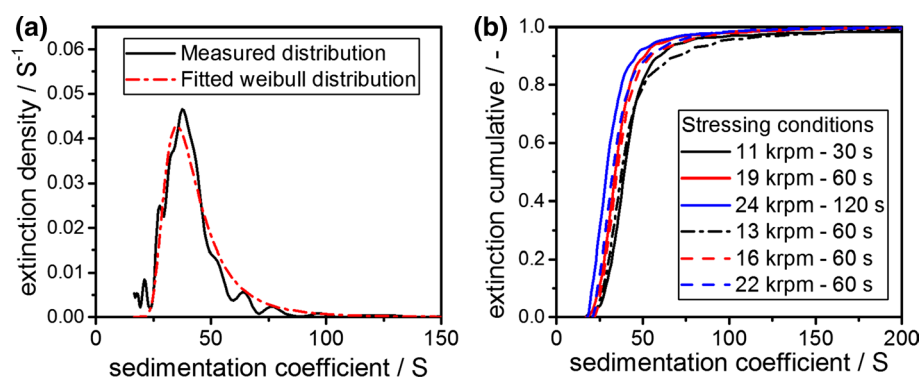 (a)
0.06
0.05
0.04
0.03
0.02
0.01
0.00
extinction density / S⁻¹
Measured distribution
Fitted weibull distribution
0 50 100 150
sedimentation coefficient / S
(b)
1.0
0.8
0.6
0.4
0.2
0.0
extinction cumulative / -
Stressing conditions
11 krpm - 30 s
19 krpm - 60 s
24 krpm - 120 s
13 krpm - 60 s
16 krpm - 60 s
22 krpm - 60 s
0 50 100 150 200
sedimentation coefficient / S